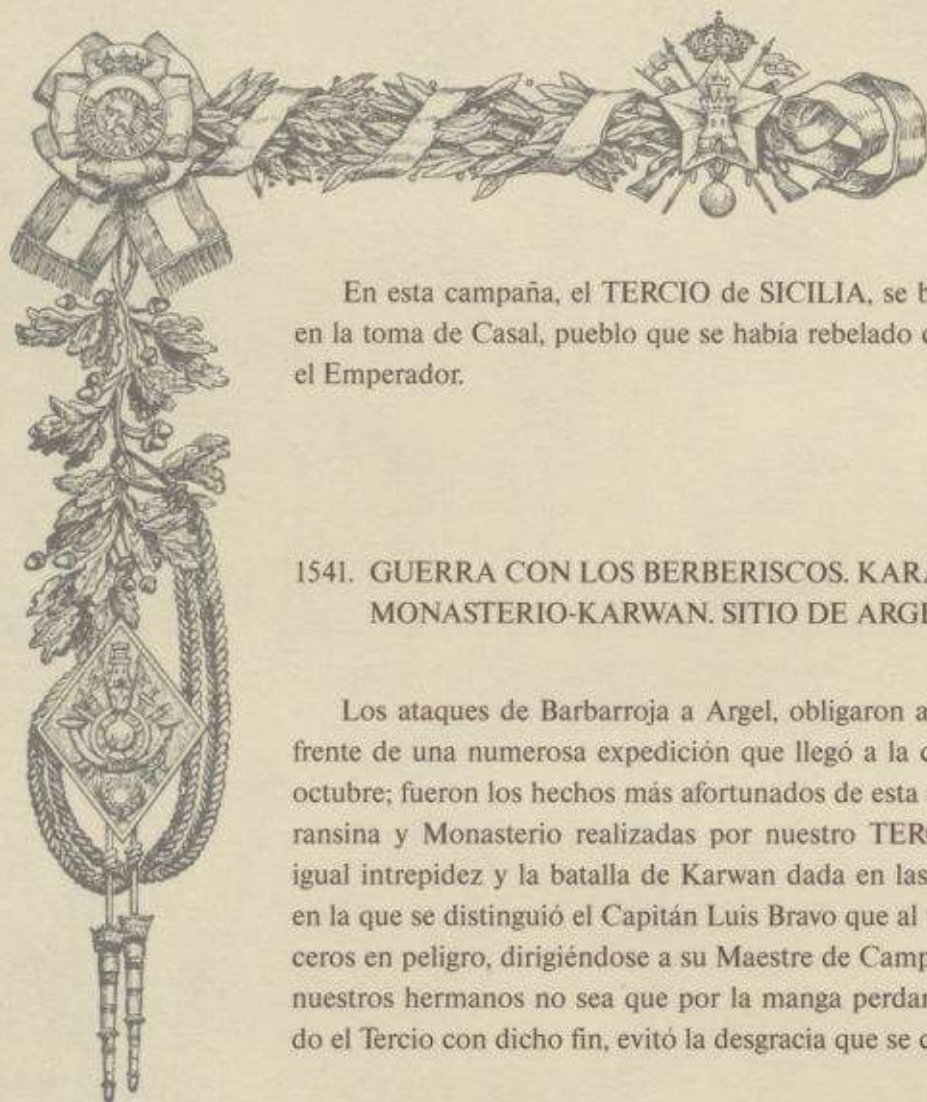 En esta campaña, el TERCIO de SICILIA, se b
en la toma de Casal, pueblo que se había rebelado c
el Emperador.
1541. GUERRA CON LOS BERBERISCOS. KARA
MONASTERIO-KARWAN. SITIO DE ARGE
Los ataques de Barbarroja a Argel, obligaron a
frente de una numerosa expedición que llegó a la c
octubre; fueron los hechos más afortunados de esta
ransina y Monasterio realizadas por nuestro TERC
igual intrepidez y la batalla de Karwan dada en las
en la que se distinguió el Capitán Luis Bravo que al
ceros en peligro, dirigiéndose a su Maestre de Camp
nuestros hermanos no sea que por la manga perdan
do el Tercio con dicho fin, evitó la desgracia que se c